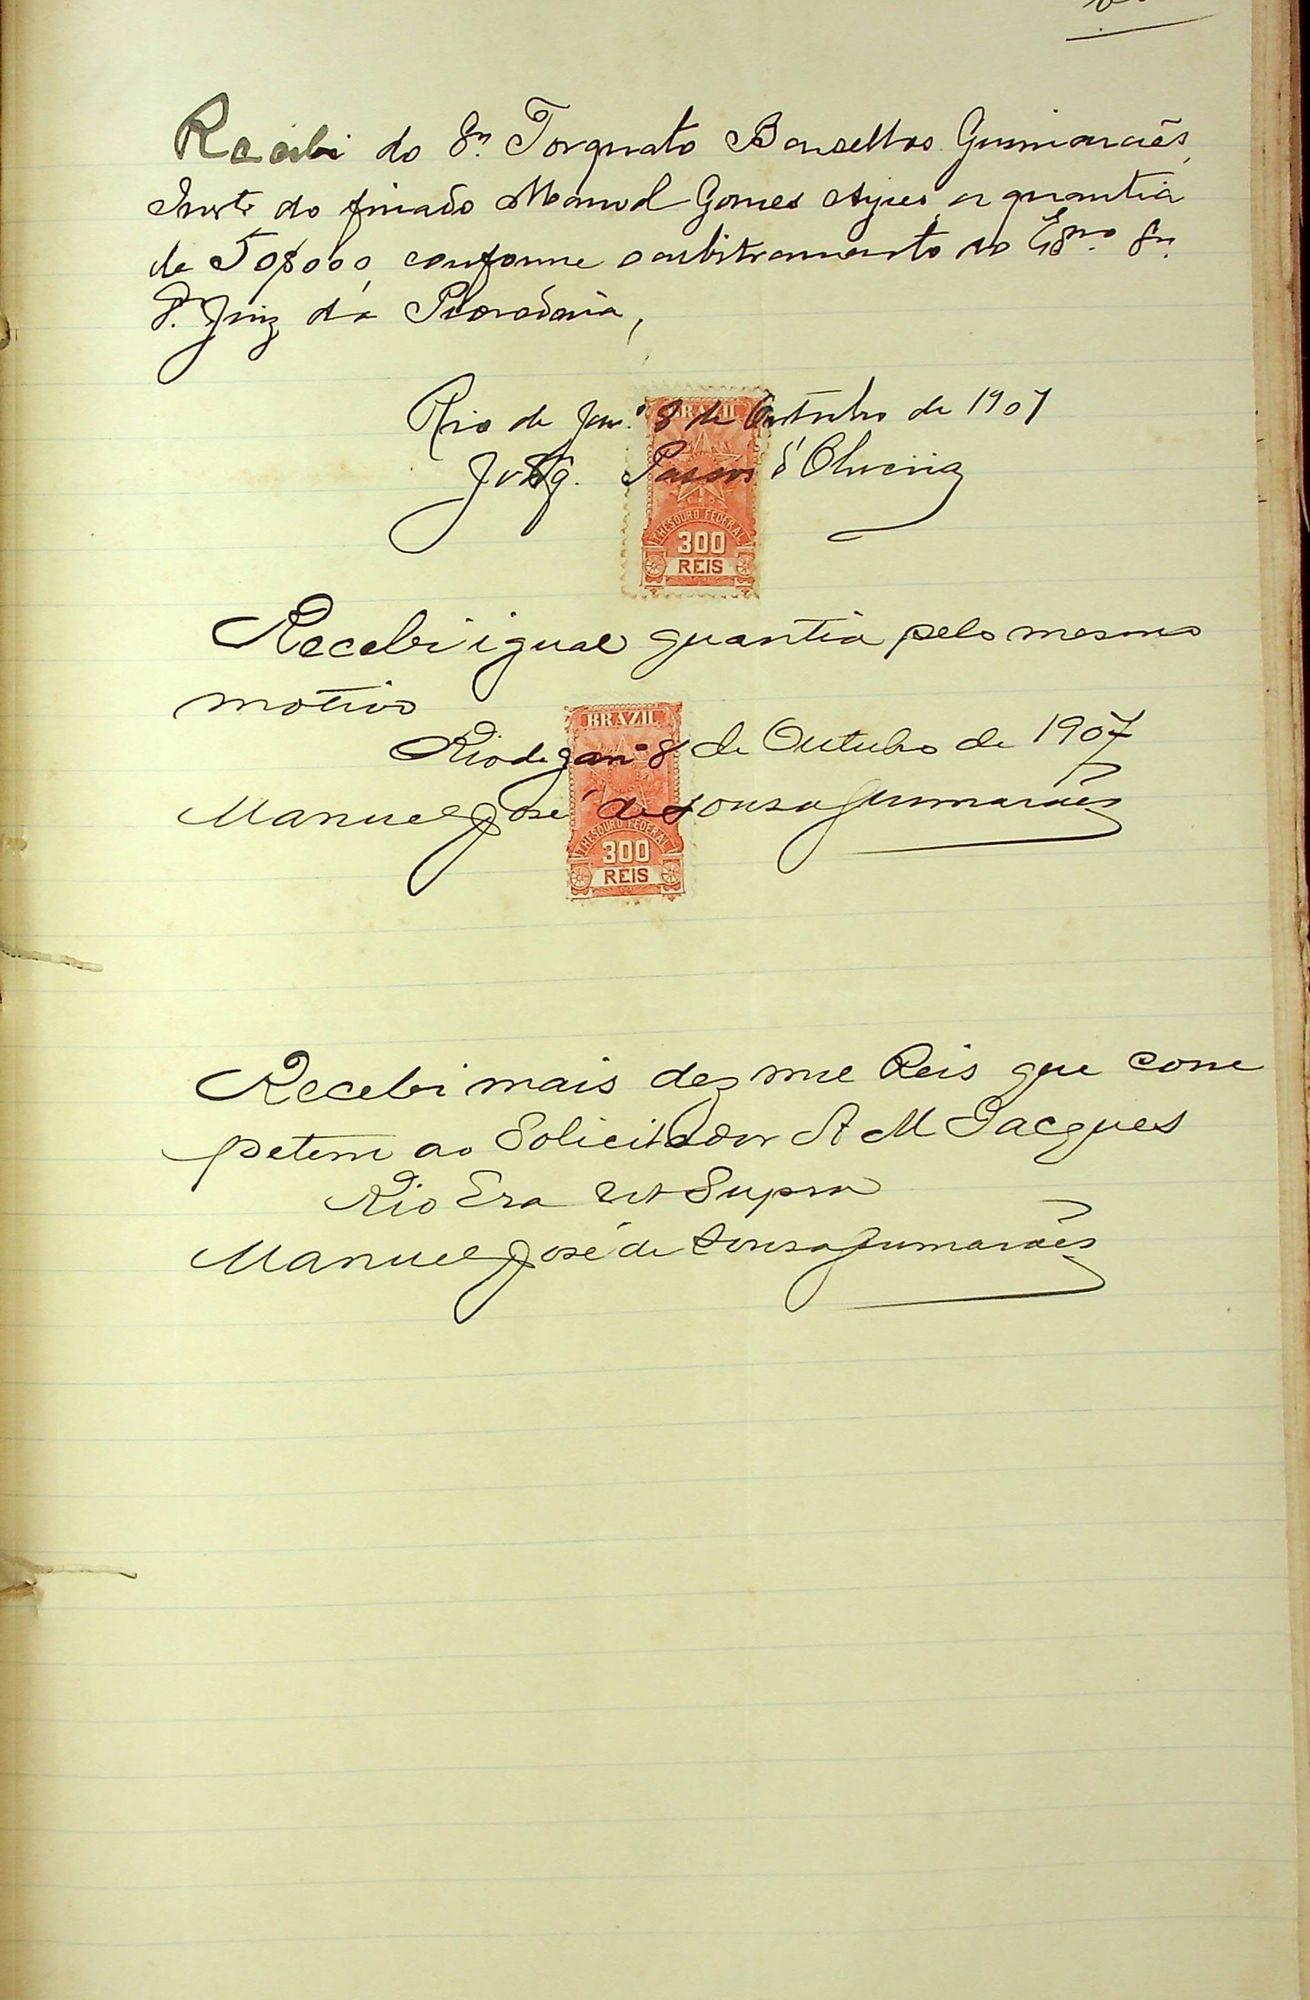 Recebi do Sr. Torquato Guimarães,
Invte do finado Manoel Gomes Ayres a quantia
de 50$000, conforme o arbitramento do Exmo Sr.
Dr. Juiz da Provedoria,
Rio de Janº 8 de Outubro de 1907
Passos d'Oliveira
BRAZIL
THESOURO FEDERAL
300
REIS
Recebi igual quantia pelo mesmo
motivo
Rio de Janº 8 de Outubro de 1907
Manuel José de Sousa Guimarães
BRAZIL
THESOURO FEDERAL
300
REIS
Recebi mais dez mil Reis que com
petem ao Solicitador A M Jacques
Rio Era Ut Supra
Manuel José de Sousa Guimarães